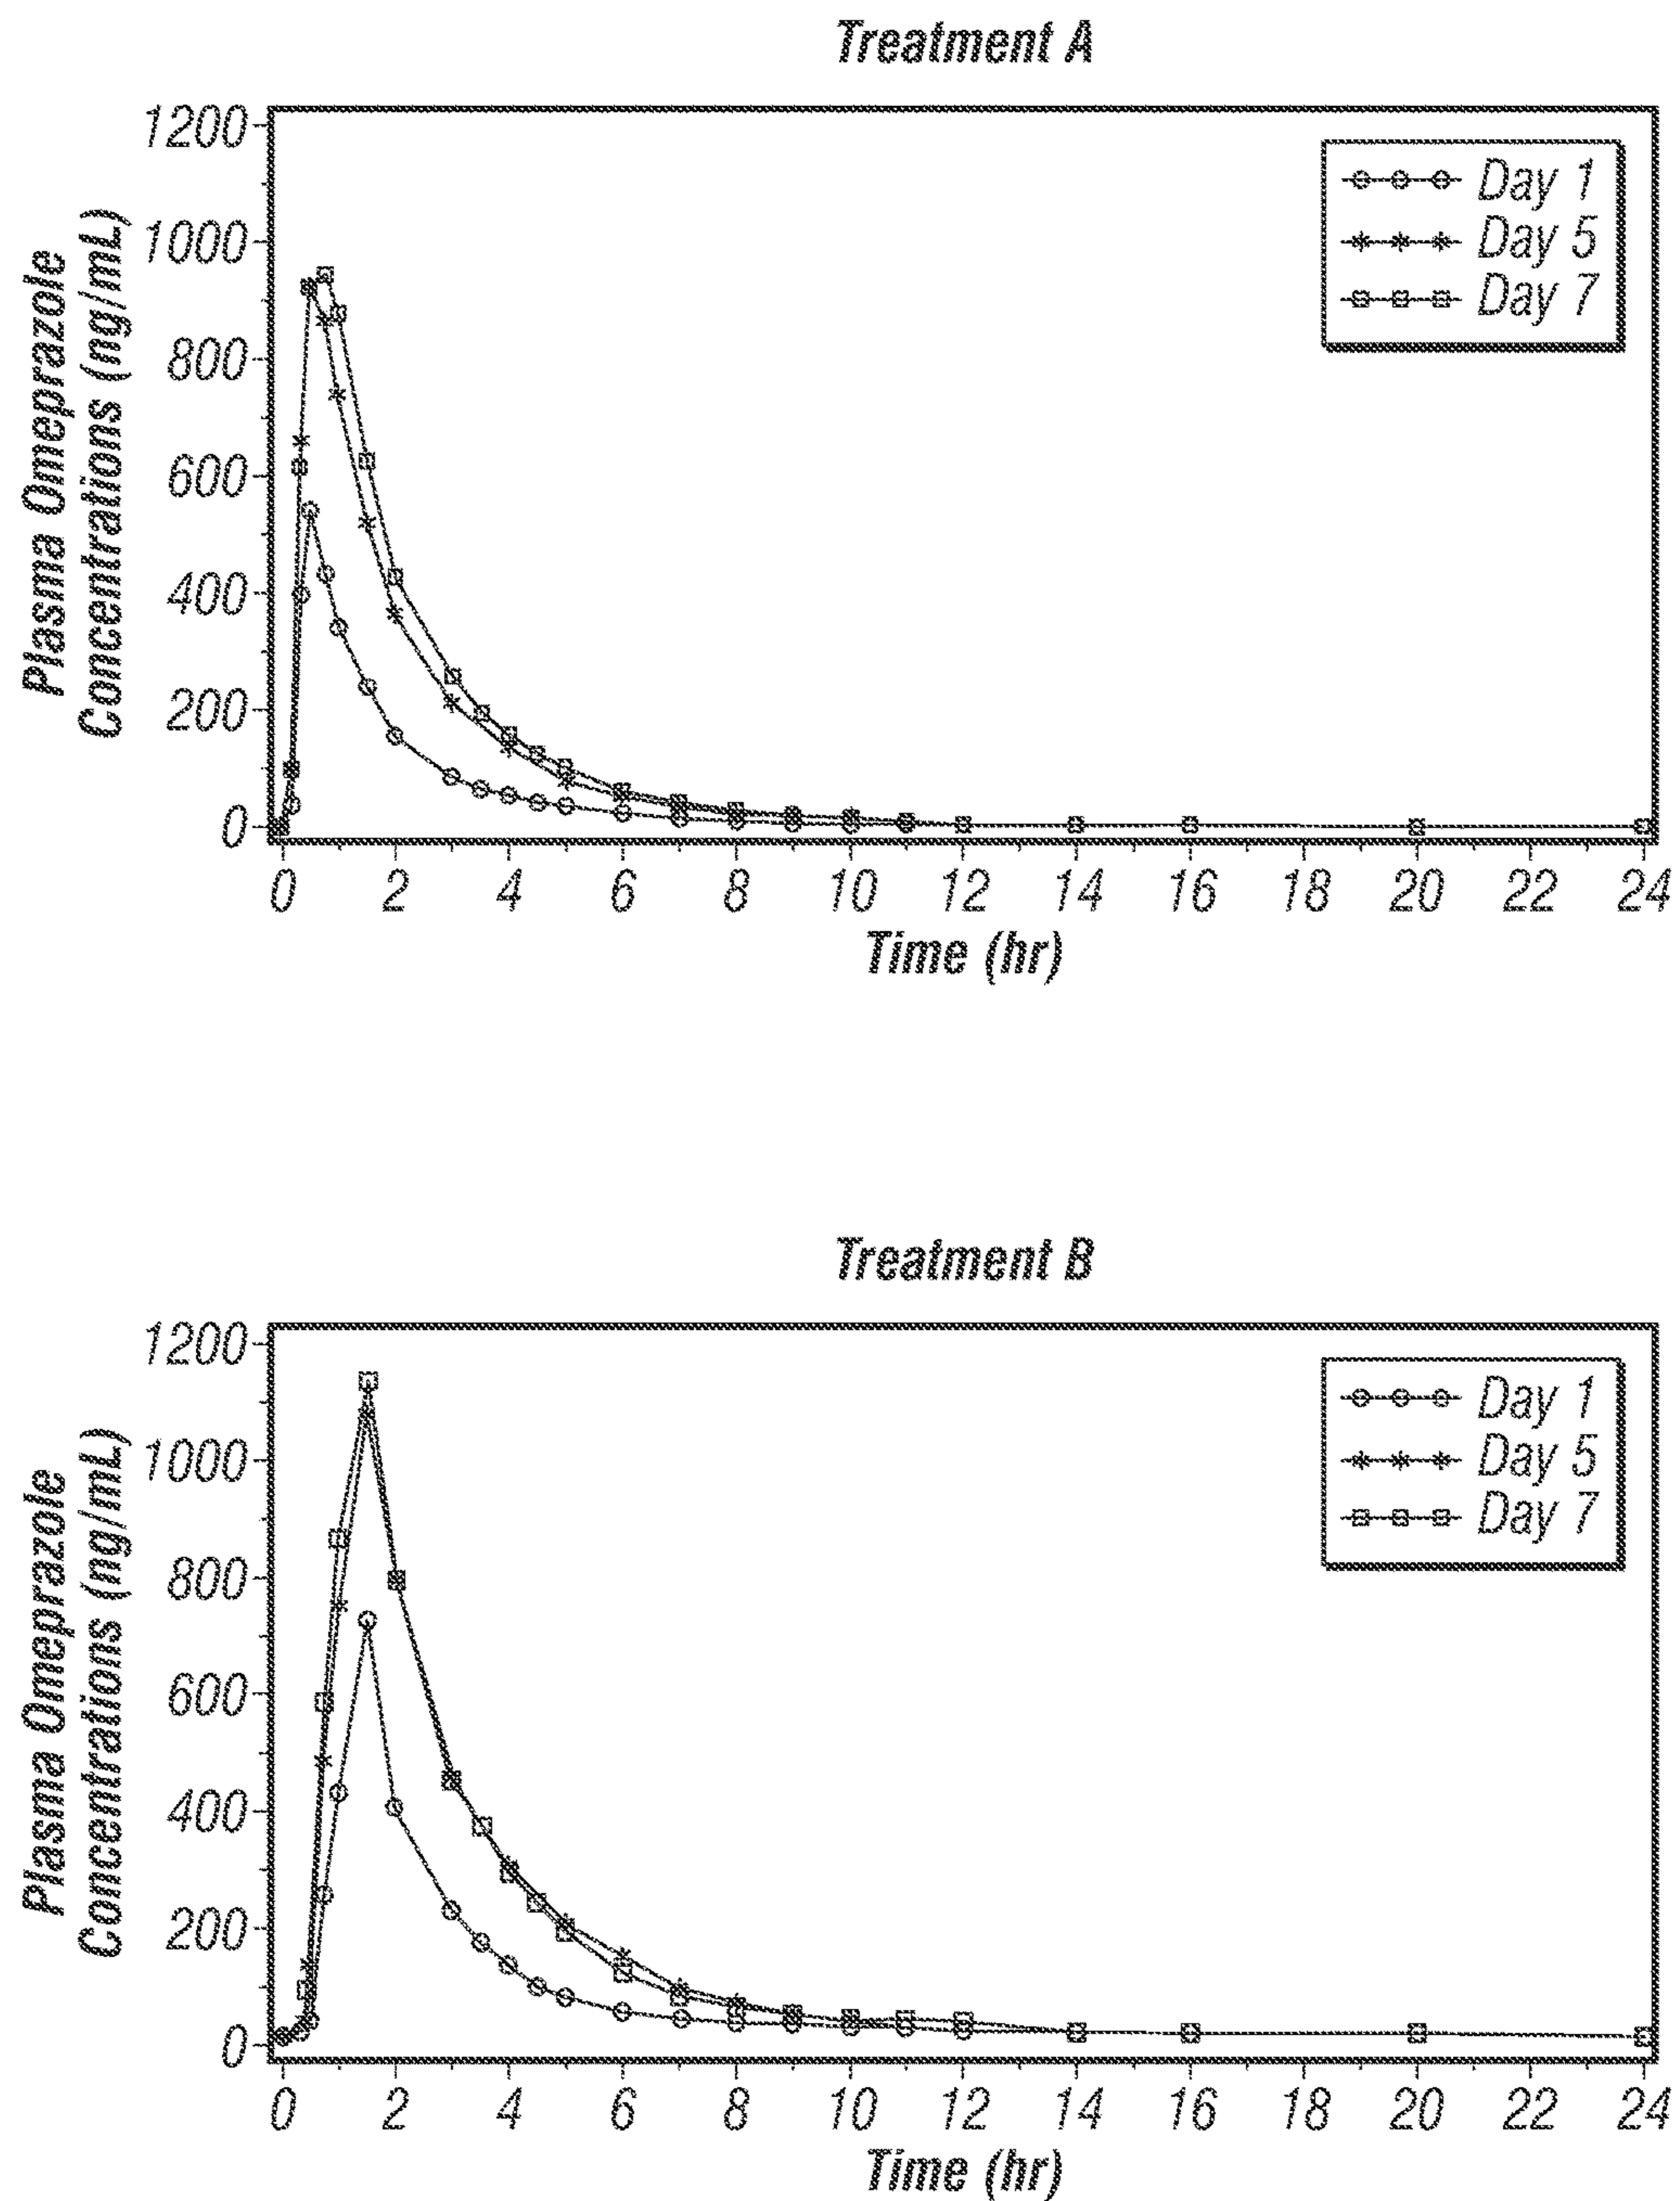 Treatment A
Plasma Omeprazole
Concentrations (ng/mL)
1200
1000
800
600
400
200
0
Day 1
Day 5
Day 7
0 2 4 6 8 10 12 14 16 18 20 22 24
Time (hr)
Treatment B
Plasma Omeprazole
Concentrations (ng/mL)
1200
1000
800
600
400
200
0
Day 1
Day 5
Day 7
0 2 4 6 8 10 12 14 16 18 20 22 24
Time (hr)